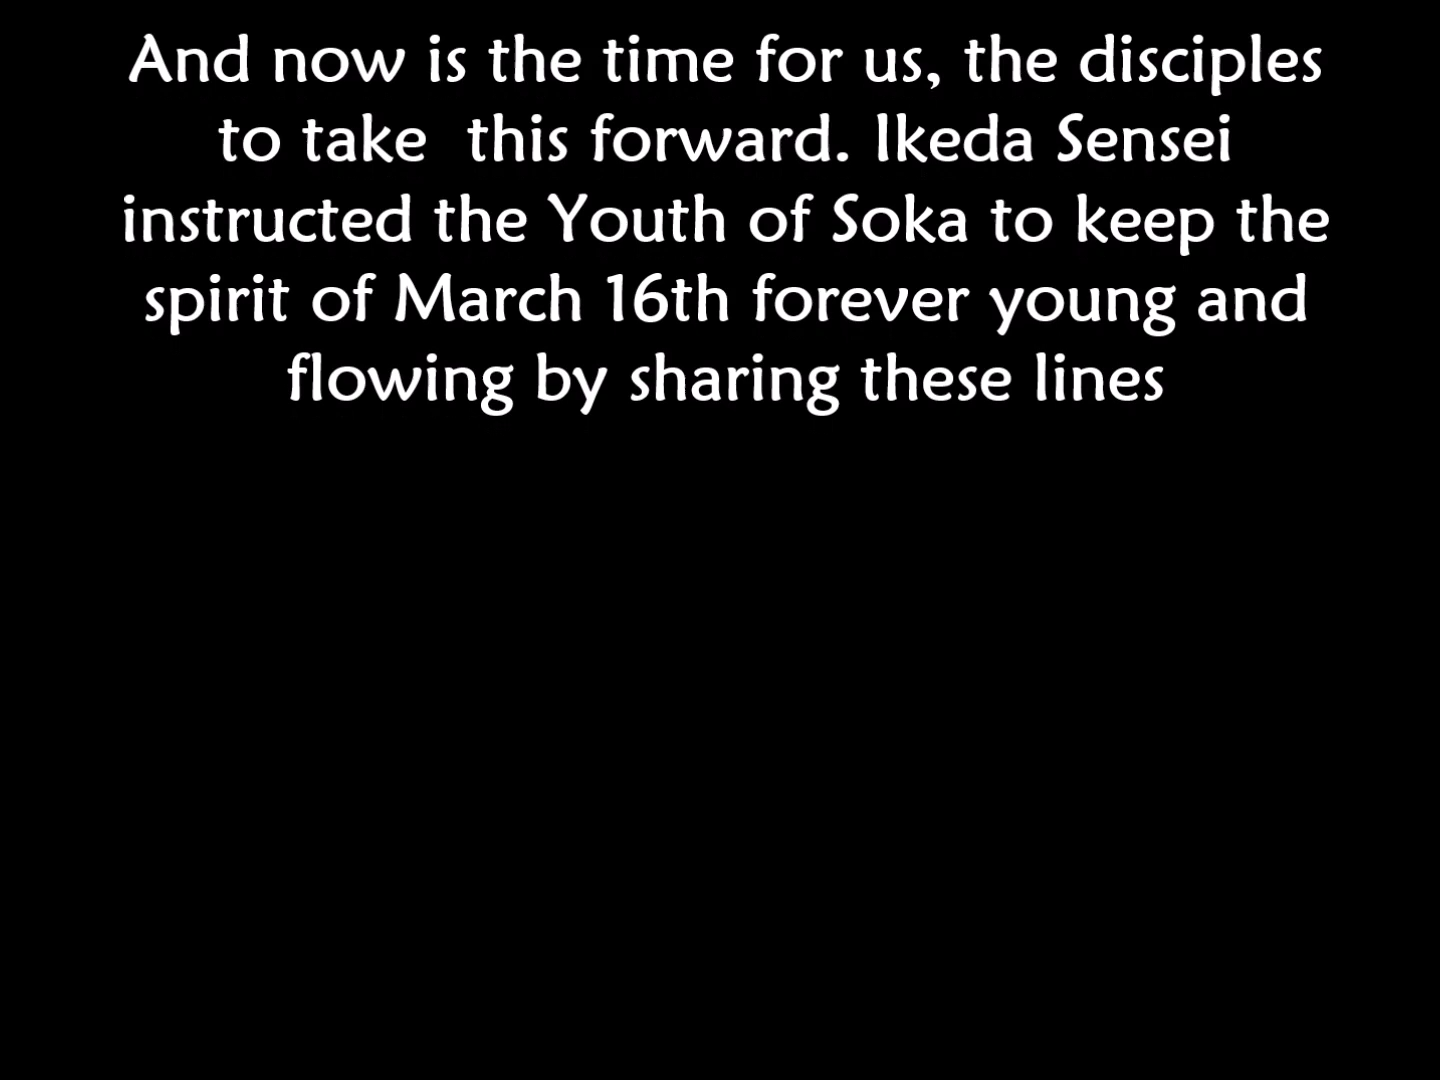 And now is the time for us, the disciples
to take  this forward. Ikeda Sensei
instructed the Youth of Soka to keep the
spirit of March 16th forever young and
flowing by sharing these lines